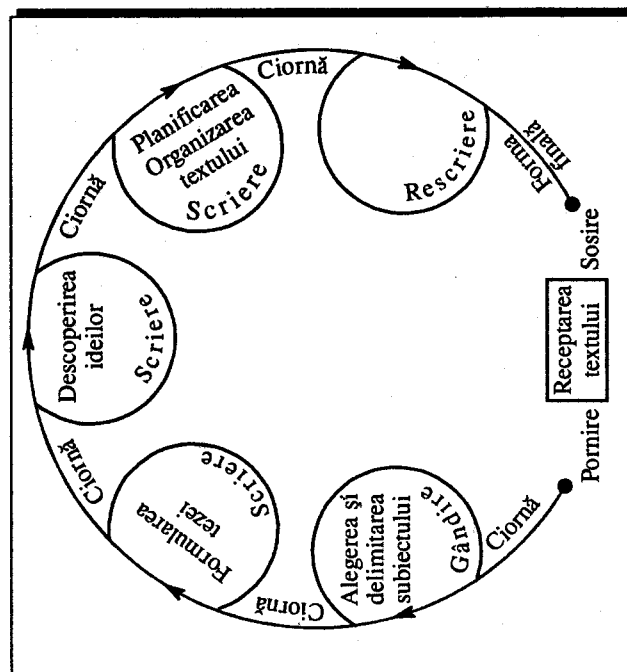 Receptarea
textului
Pornire
Ciornă
Gândire
Alegerea și
delimitarea
subiectului
Ciornă
Scriere
Formularea
tezei
Ciornă
Descoperirea
ideilor
Scriere
Ciornă
Planificarea
Organizarea
textului
Scriere
Ciornă
Rescriere
Forma
finală
Sosire